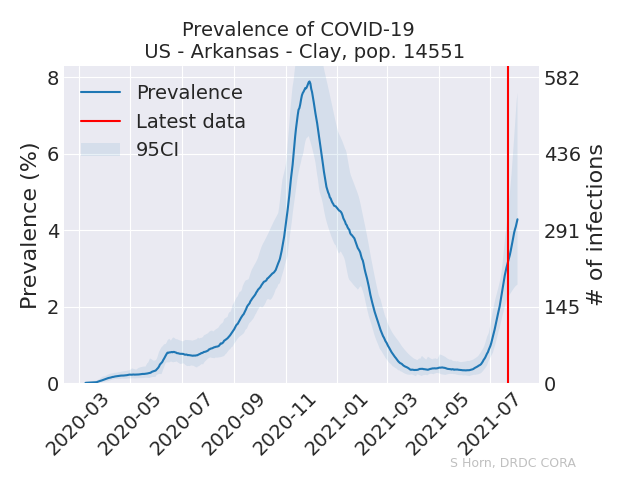 Prevalence of COVID-19
US - Arkansas - Clay, pop. 14551
Prevalence
Latest data
95CI
Prevalence (%)
8
6
4
2
0
# of infections
582
436
291
145
0
2020-03
2020-05
2020-07
2020-09
2020-11
2021-01
2021-03
2021-05
2021-07
S Horn, DRDC CORA